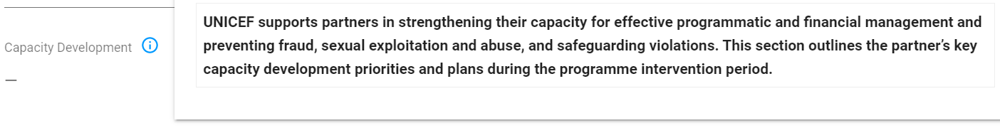 UNICEF supports partners in strengthening their capacity for effective programmatic and financial management and
preventing fraud, sexual exploitation and abuse, and safeguarding violations. This section outlines the partner’s key
capacity development priorities and plans during the programme intervention period.
Capacity Development
—